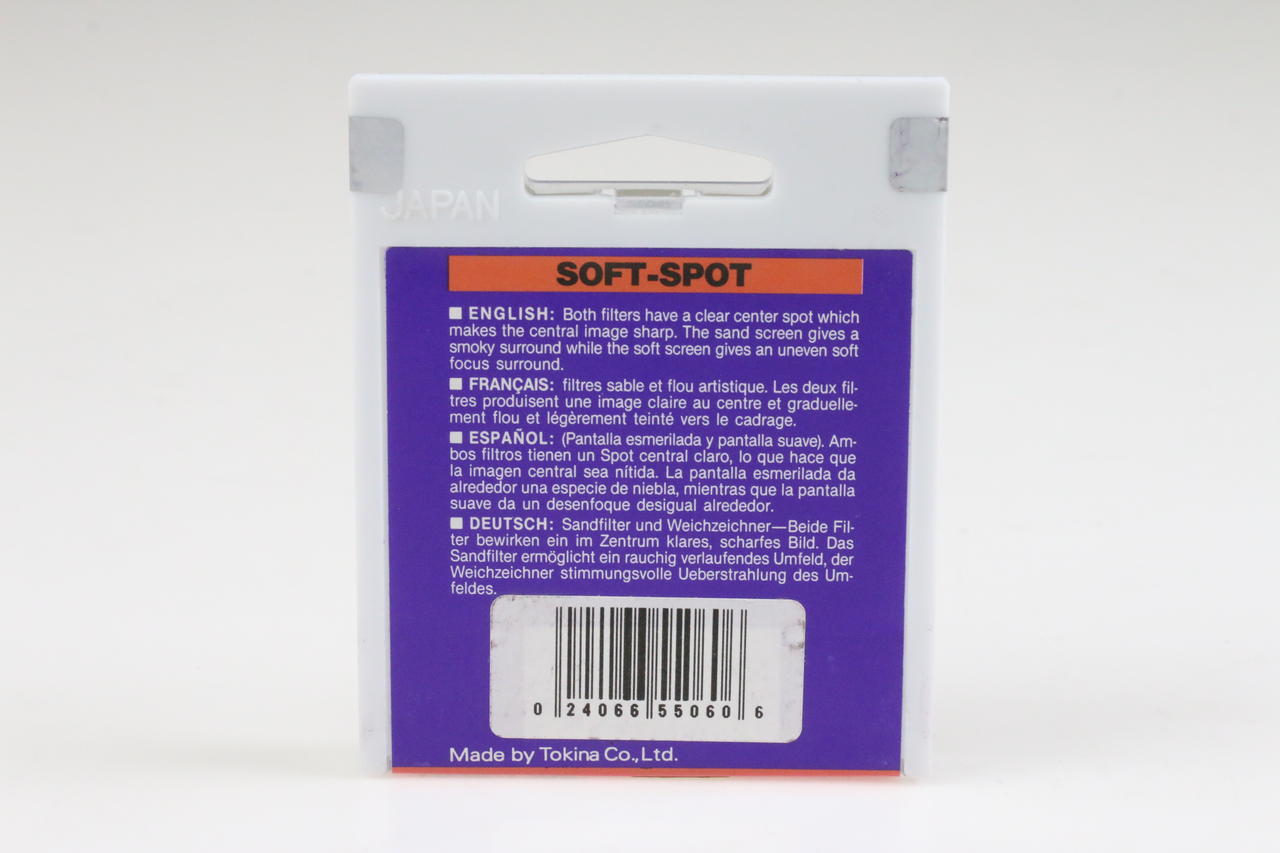 JAPAN
SOFT-SPOT
■ ENGLISH: Both filters have a clear center spot which
makes the central image sharp. The sand screen gives a
smoky surround while the soft screen gives an uneven soft
focus surround.
■ FRANÇAIS: filtres sable et flou artistique. Les deux fil-
tres produisent une image claire au centre et graduelle-
ment flou et légèrement teinté vers le cadrage.
■ ESPAÑOL: (Pantalla esmerilada y pantalla suave). Am-
bos filtros tienen un Spot central claro, lo que hace que
la imagen central sea nítida. La pantalla esmerilada da
alrededor una especie de niebla, mientras que la pantalla
suave da un desenfoque desigual alrededor.
■ DEUTSCH: Sandfilter und Weichzeichner—Beide Fil-
ter bewirken ein im Zentrum klares, scharfes Bild. Das
Sandfilter ermöglicht ein rauchig verlaufendes Umfeld, der
Weichzeichner stimmungsvolle Ueberstrahlung des Um-
feldes.
0 24066 55060 6
Made by Tokina Co., Ltd.